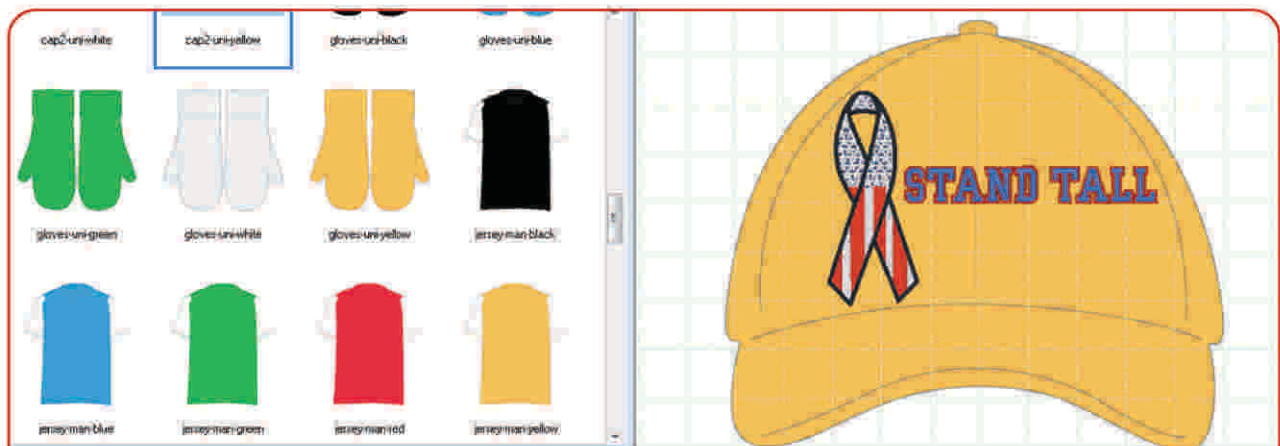 cap2-uni-white
cap2-uni-yallow
gloves-uni-black
gloves-uni-blue
gloves-uni-green
gloves-uni-white
gloves-uni-yellow
jersey-man-black
jersey-man-blue
jersey-man-green
jersey-man-red
jersey-man-yellow
STAND TALL